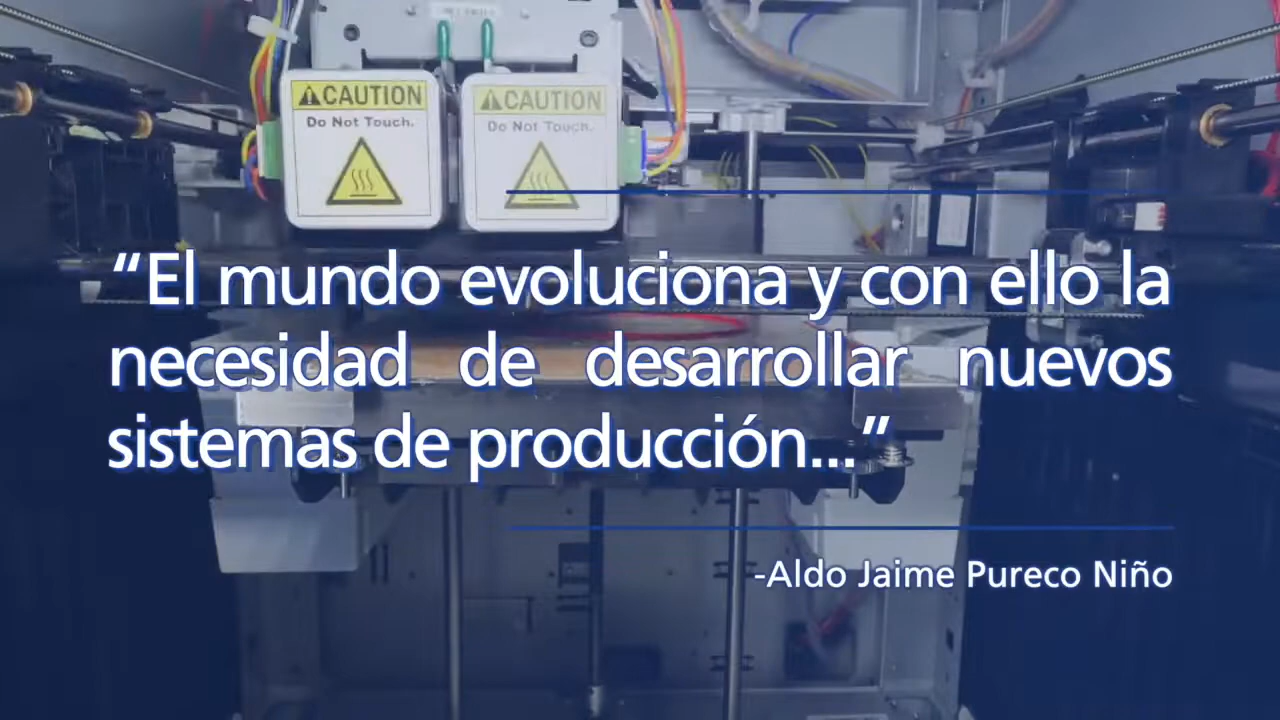 CAUTION
Do Not Touch.
CAUTION
Do Not Touch.
“El mundo evoluciona y con ello la
necesidad de desarrollar nuevos
sistemas de producción...”
-Aldo Jaime Pureco Niño